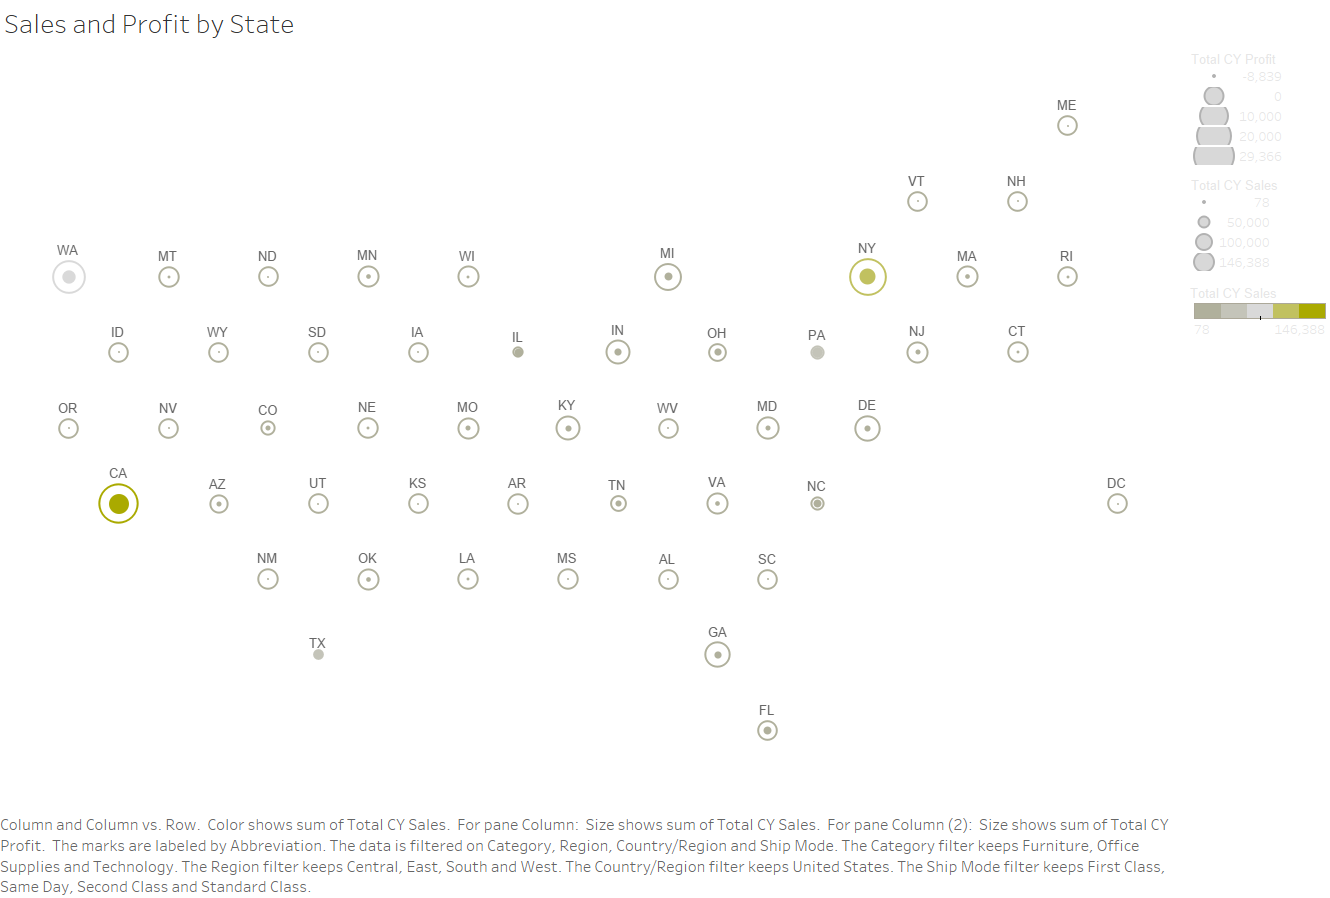 Sales and Profit by State
Total CY Profit
-8,839
0
10,000
20,000
29,366
Total CY Sales
78
50,000
100,000
146,388
Total CY Sales
78 146,388
ME
VT NH
WA MT ND MN WI MI NY MA RI
ID WY SD IA IL IN OH PA NJ CT
OR NV CO NE MO KY WV MD DE
CA AZ UT KS AR TN VA NC DC
NM OK LA MS AL SC
TX GA
FL
Column and Column vs. Row.  Color shows sum of Total CY Sales.  For pane Column:  Size shows sum of Total CY Sales.  For pane Column (2):  Size shows sum of Total CY
Profit.  The marks are labeled by Abbreviation. The data is filtered on Category, Region, Country/Region and Ship Mode. The Category filter keeps Furniture, Office
Supplies and Technology. The Region filter keeps Central, East, South and West. The Country/Region filter keeps United States. The Ship Mode filter keeps First Class,
Same Day, Second Class and Standard Class.